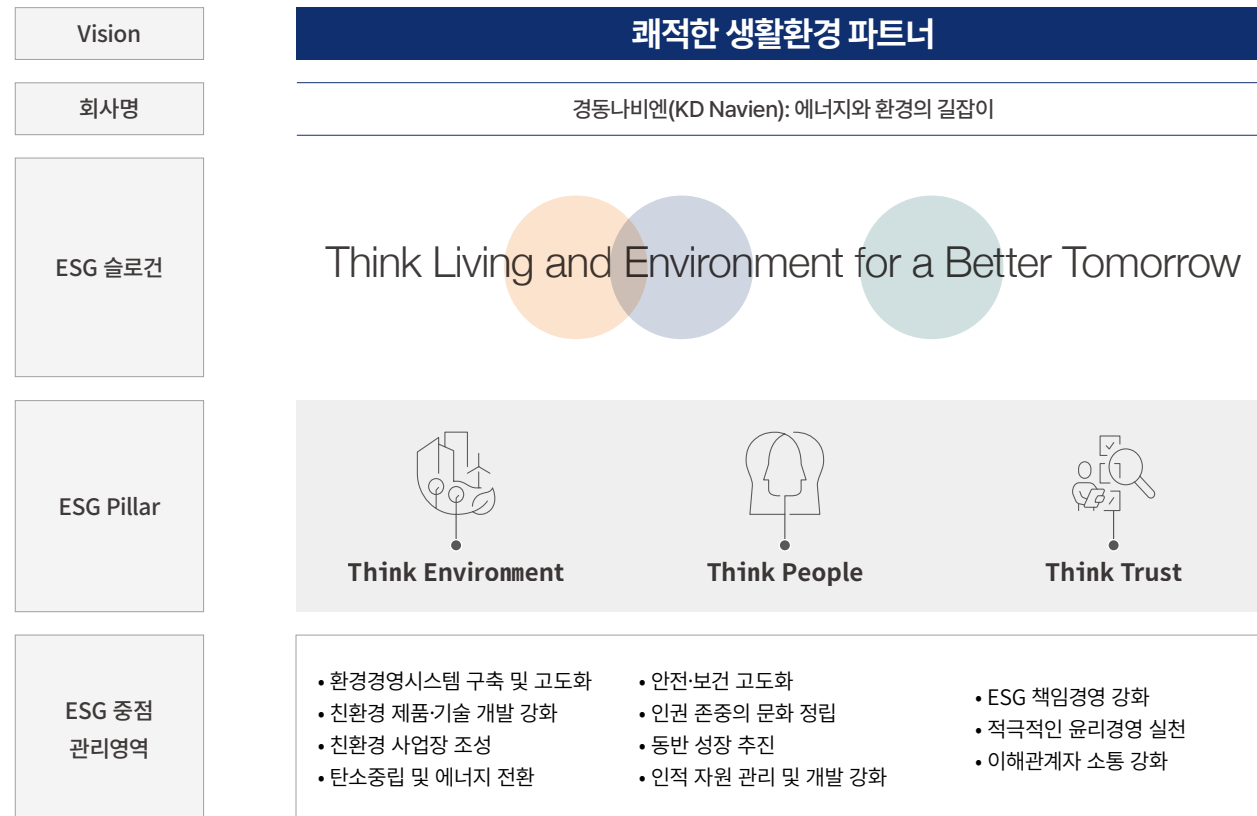 Vision
쾌적한 생활환경 파트너
회사명
경동나비엔(KD Navien): 에너지와 환경의 길잡이
ESG 슬로건
Think Living and Environment for a Better Tomorrow
ESG Pillar
Think Environment
Think People
Think Trust
ESG 중점
관리영역
• 환경경영시스템 구축 및 고도화
• 친환경 제품·기술 개발 강화
• 친환경 사업장 조성
• 탄소중립 및 에너지 전환
• 안전·보건 고도화
• 인권 존중의 문화 정립
• 동반 성장 추진
• 인적 자원 관리 및 개발 강화
• ESG 책임경영 강화
• 적극적인 윤리경영 실천
• 이해관계자 소통 강화